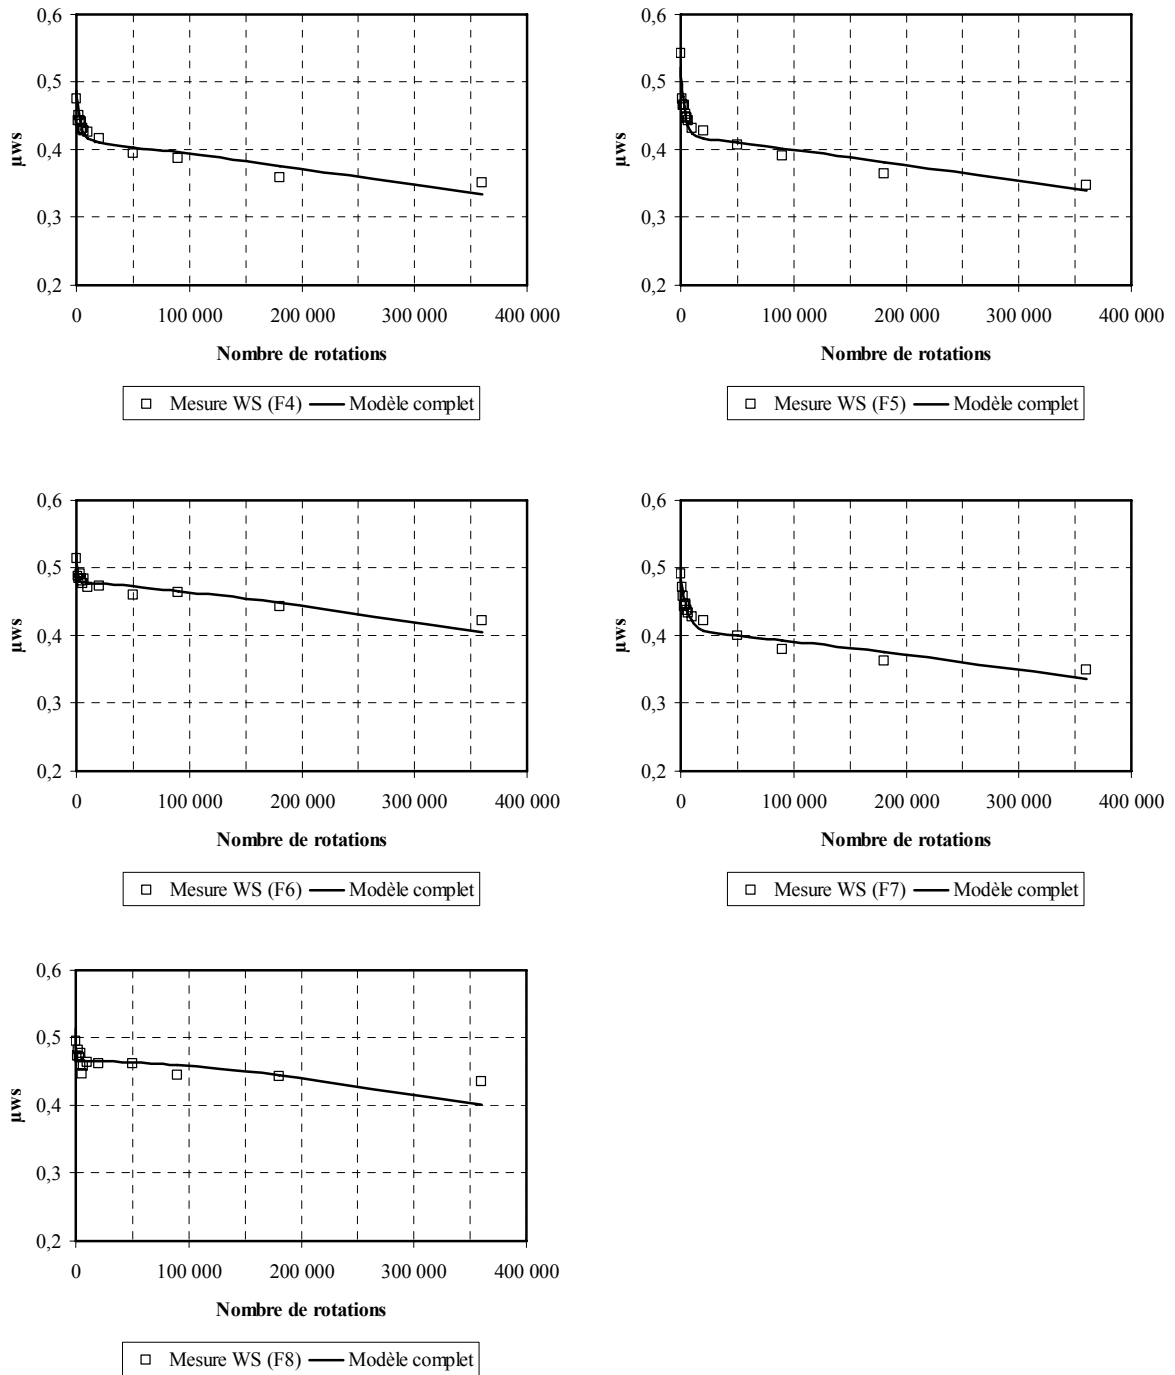 0,6
0,5
0,4
0,3
0,2
µws
0 100 000 200 000 300 000 400 000
Nombre de rotations
Mesure WS (F4) Modèle complet
0,6
0,5
0,4
0,3
0,2
µws
0 100 000 200 000 300 000 400 000
Nombre de rotations
Mesure WS (F5) Modèle complet
0,6
0,5
0,4
0,3
0,2
µws
0 100 000 200 000 300 000 400 000
Nombre de rotations
Mesure WS (F6) Modèle complet
0,6
0,5
0,4
0,3
0,2
µws
0 100 000 200 000 300 000 400 000
Nombre de rotations
Mesure WS (F7) Modèle complet
0,6
0,5
0,4
0,3
0,2
µws
0 100 000 200 000 300 000 400 000
Nombre de rotations
Mesure WS (F8) Modèle complet